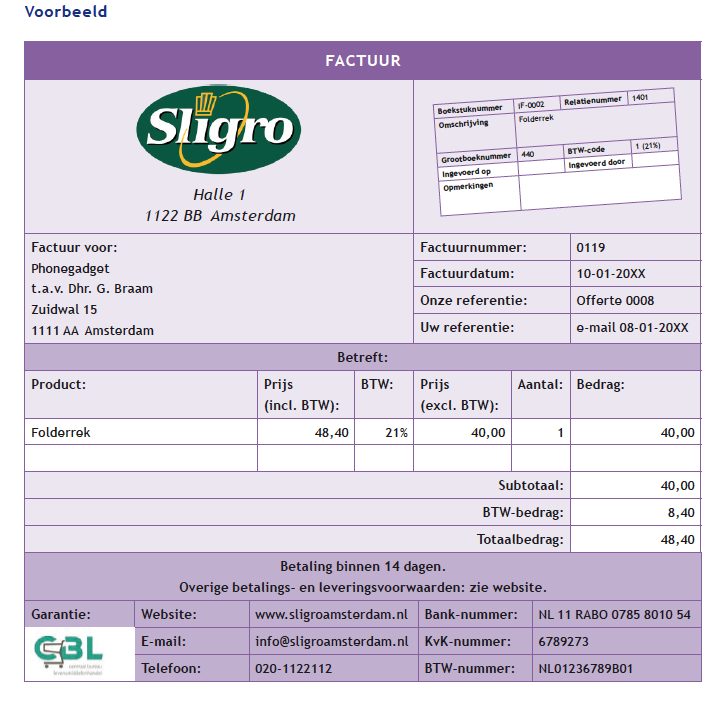 Voorbeeld
FACTUUR
Sligro
Halle 1
1122 BB Amsterdam
Boekstuknummer IF-0002 Relatienummer 1401
Omschrijving Folderrek
Grootboeknummer 440 BTW-code 1 (21%)
Ingevoerd op Ingevoerd door
Opmerkingen
Factuur voor:
Phonegadget
t.a.v. Dhr. G. Braam
Zuidwal 15
1111 AA Amsterdam
Factuurnummer: 0119
Factuurdatum: 10-01-20XX
Onze referentie: Offerte 0008
Uw referentie: e-mail 08-01-20XX
Betreft:
Product: Prijs (incl. BTW): BTW: Prijs (excl. BTW): Aantal: Bedrag:
Folderrek 48,40 21% 40,00 1 40,00
Subtotaal: 40,00
BTW-bedrag: 8,40
Totaalbedrag: 48,40
Betaling binnen 14 dagen.
Overige betalings- en leveringsvoorwaarden: zie website.
Garantie: Website: www.sligroamsterdam.nl Bank-nummer: NL 11 RABO 0785 8010 54
CBL E-mail: info@sligroamsterdam.nl KvK-nummer: 6789273
centraal bureau
levensmiddelenhandel
Telefoon: 020-1122112 BTW-nummer: NL01236789B01